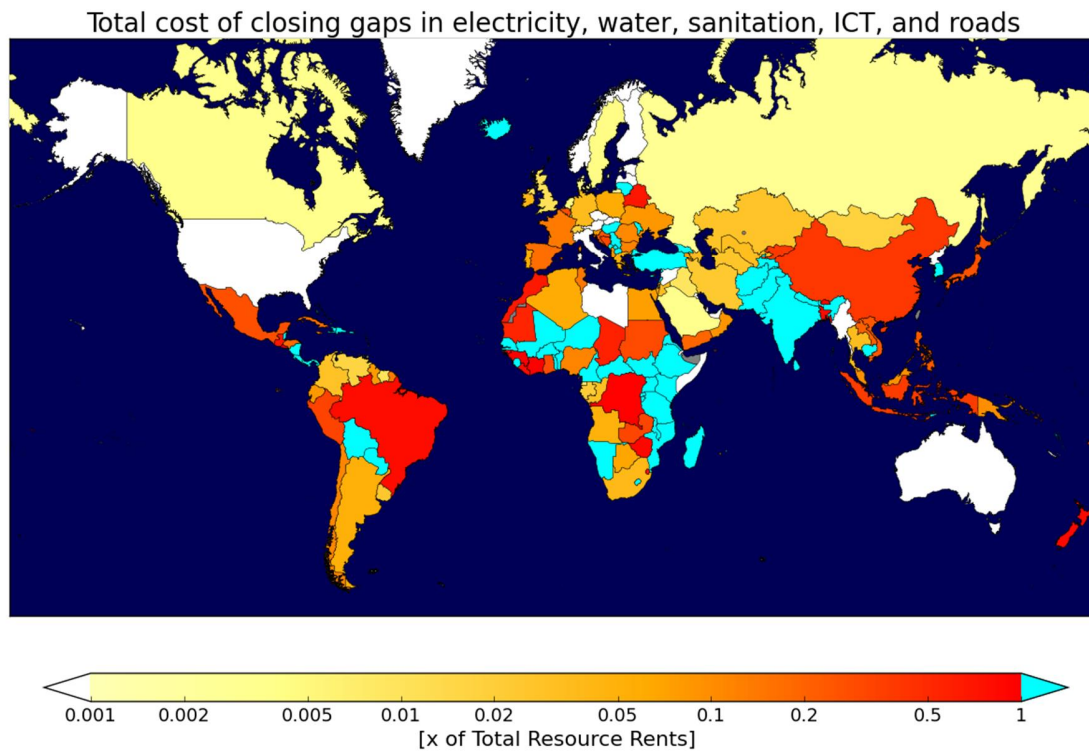 Total cost of closing gaps in electricity, water, sanitation, ICT, and roads
0.001 0.002 0.005 0.01 0.02 0.05 0.1 0.2 0.5 1
[x of Total Resource Rents]